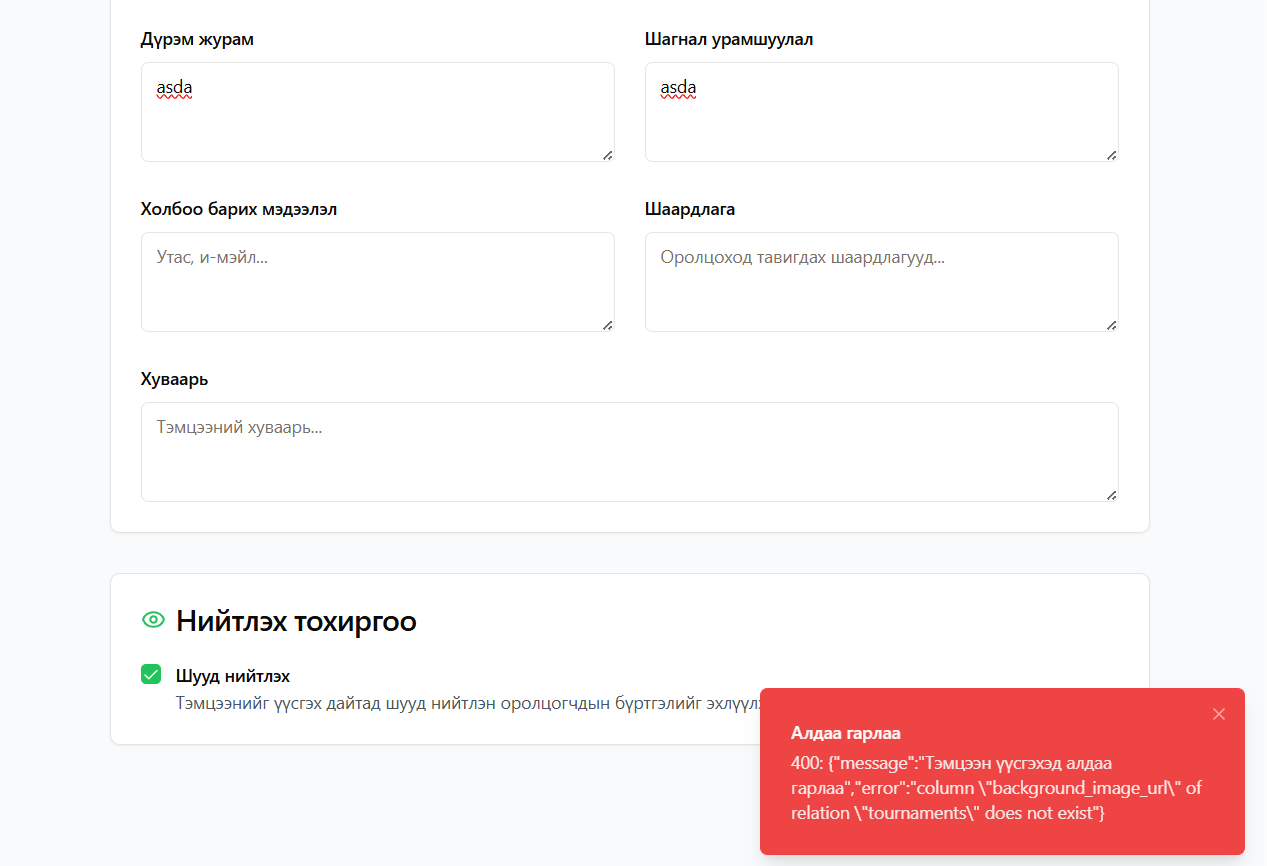 Дүрэм журам
Шагнал урамшуулал
asda
asda
Холбоо барих мэдээлэл
Шаардлага
Утас, и-мэйл...
Оролцоход тавигдах шаардлагууд...
Хуваарь
Тэмцээний хуваарь...
Нийтлэх тохиргоо
Шууд нийтлэх
Тэмцээнийг үүсгэх дайтад шууд нийтлэн оролцогчдын бүртгэлийг
Алдаа гарлаа
400: {"message":"Тэмцээн үүсгэхэд алдаа
гарлаа","error":"column \"background_image_url\" of
relation \"tournaments\" does not exist"}